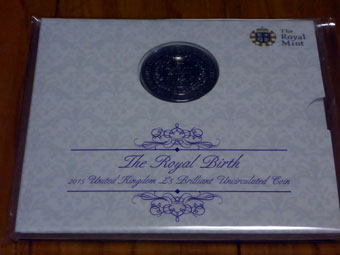 The
Royal
Mint
The Royal Birth
2015 United Kingdom £5 Brilliant Uncirculated Coin